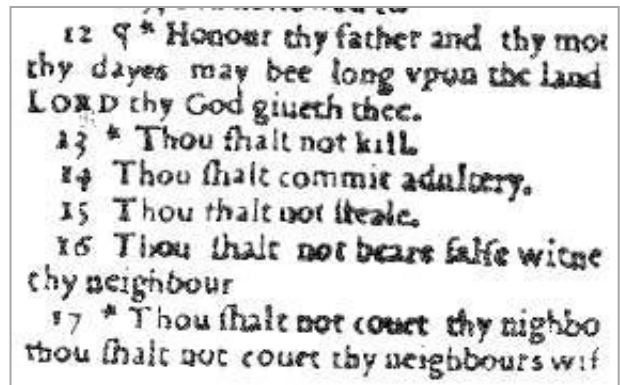 12 ¶ * Honour thy father and thy mot
thy dayes may bee long vpon the land
LORD thy God giueth thee.
13 * Thou ſhalt not kill.
14 Thou ſhalt commit adultery.
15 Thou ſhalt not ſteale.
16 Thou ſhalt not beare falſe witne
thy neighbour
17 * Thou ſhalt not couet thy nighbo
thou ſhalt not couet thy neighbours wif